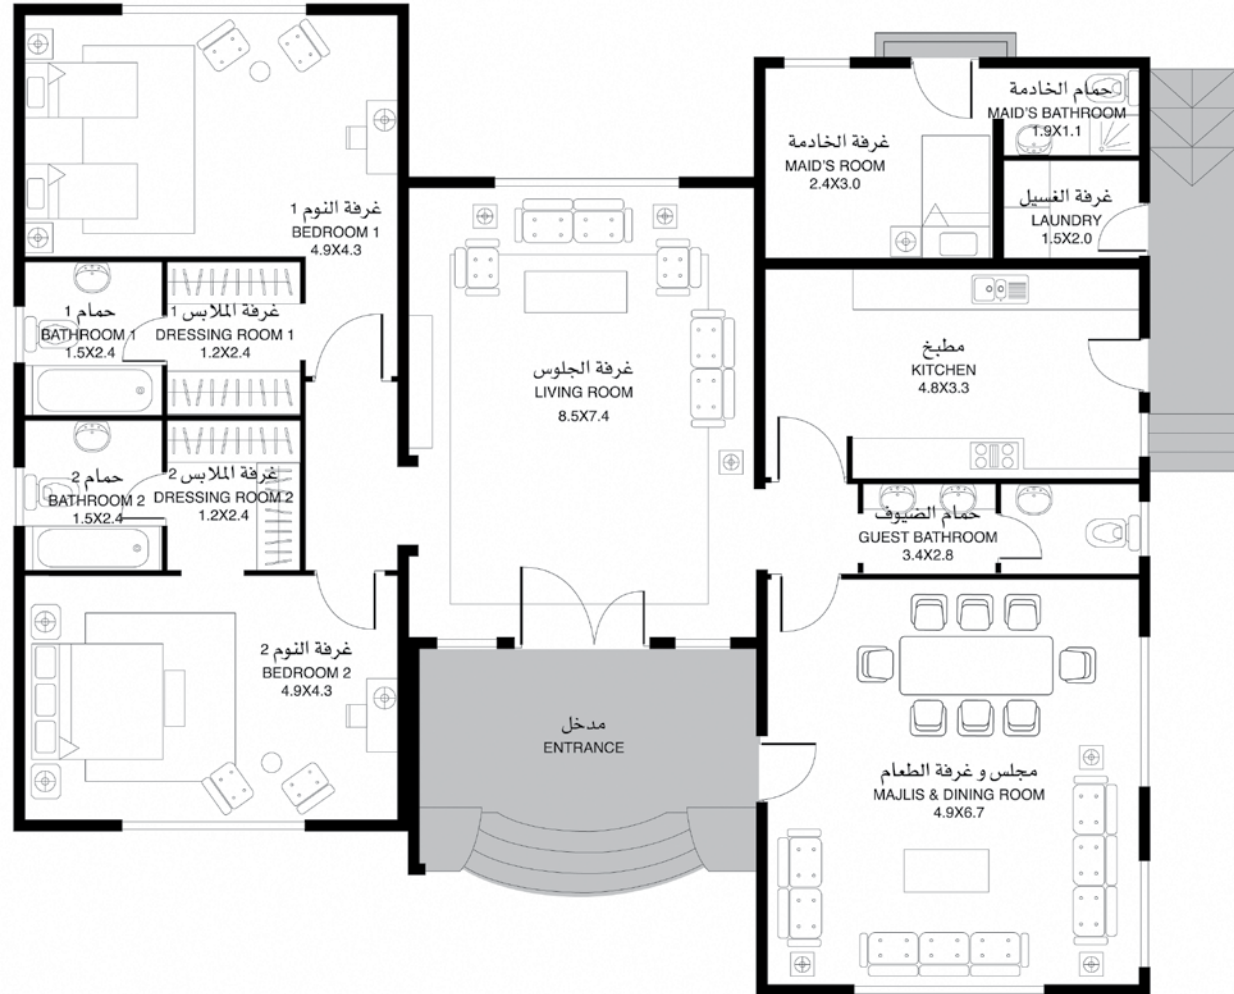 غرفة النوم 1
BEDROOM 1
4.9X4.3
حمام الخادمة
MAID'S BATHROOM
1.9X1.1
غرفة الخادمة
MAID'S ROOM
2.4X3.0
غرفة الغسيل
LAUNDRY
1.5X2.0
حمام 1
BATHROOM 1
1.5X2.4
غرفة الملابس 1
DRESSING ROOM 1
1.2X2.4
غرفة الجلوس
LIVING ROOM
8.5X7.4
مطبخ
KITCHEN
4.8X3.3
حمام 2
BATHROOM 2
1.5X2.4
غرفة الملابس 2
DRESSING ROOM 2
1.2X2.4
حمام الضيوف
GUEST BATHROOM
3.4X2.8
غرفة النوم 2
BEDROOM 2
4.9X4.3
مدخل
ENTRANCE
مجلس و غرفة الطعام
MAJLIS & DINING ROOM
4.9X6.7